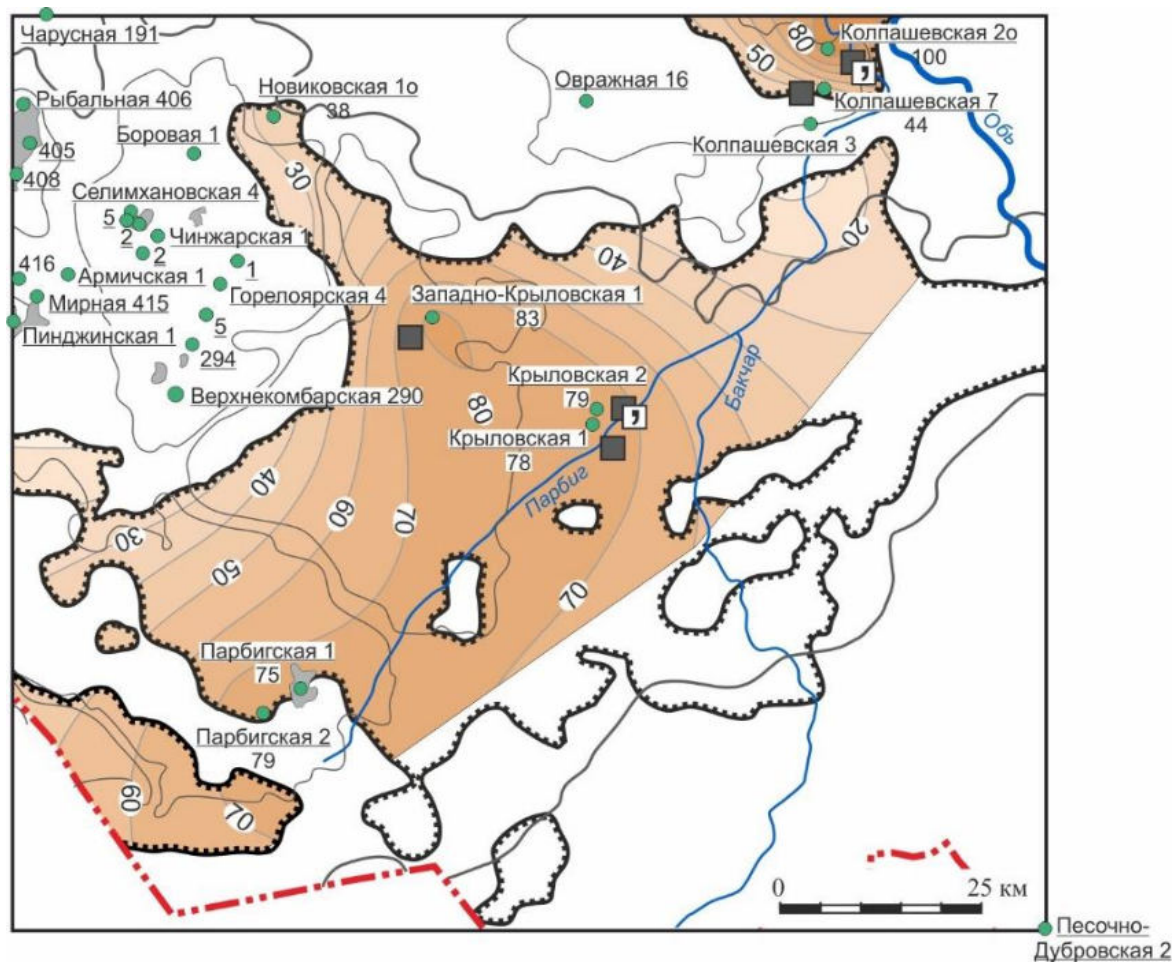 Чарусная 191
Колпашевская 2о
100
80
50
,
Рыбальная 406
Новиковская 1о
38
Овражная 16
Колпашевская 7
44
Обь
Боровая 1
405
Колпашевская 3
408
30
Селимхановская 4
5
2
Чинжарская 1
2
1
20
40
416
Армичская 1
Горелоярская 4
Западно-Крыловская 1
83
Мирная 415
Пинджинская 1
5
294
Бакчар
Крыловская 2
79
Верхнекомбарская 290
80
,
Крыловская 1
78
40
Парбиг
60
70
30
50
70
Парбигская 1
75
Парбигская 2
79
60
70
0
25 км
Песочно-
Дубровская 2